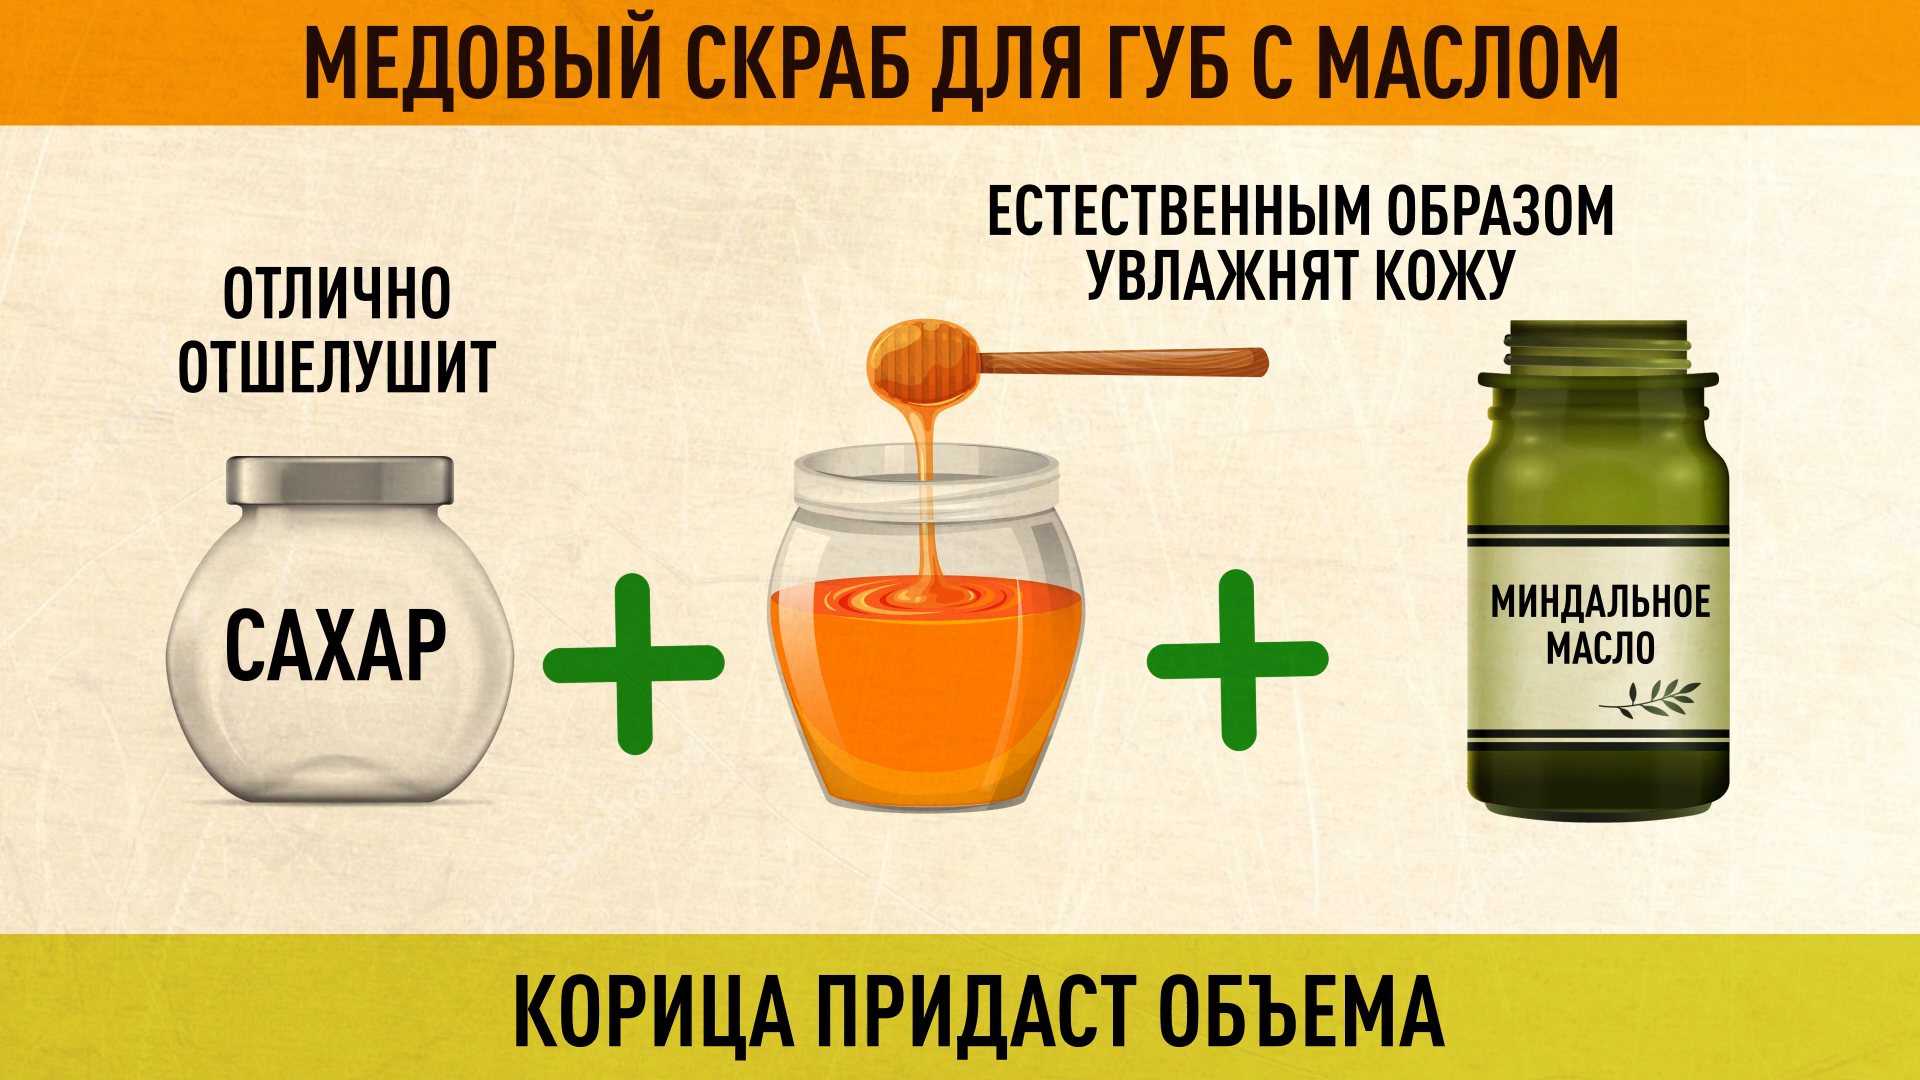 МЕДОВЫЙ СКРАБ ДЛЯ ГУБ С МАСЛОМ
ОТЛИЧНО
ОТШЕЛУШИТ
ЕСТЕСТВЕННЫМ ОБРАЗОМ
УВЛАЖНЯТ КОЖУ
САХАР
МИНДАЛЬНОЕ
МАСЛО
КОРИЦА ПРИДАСТ ОБЪЕМА